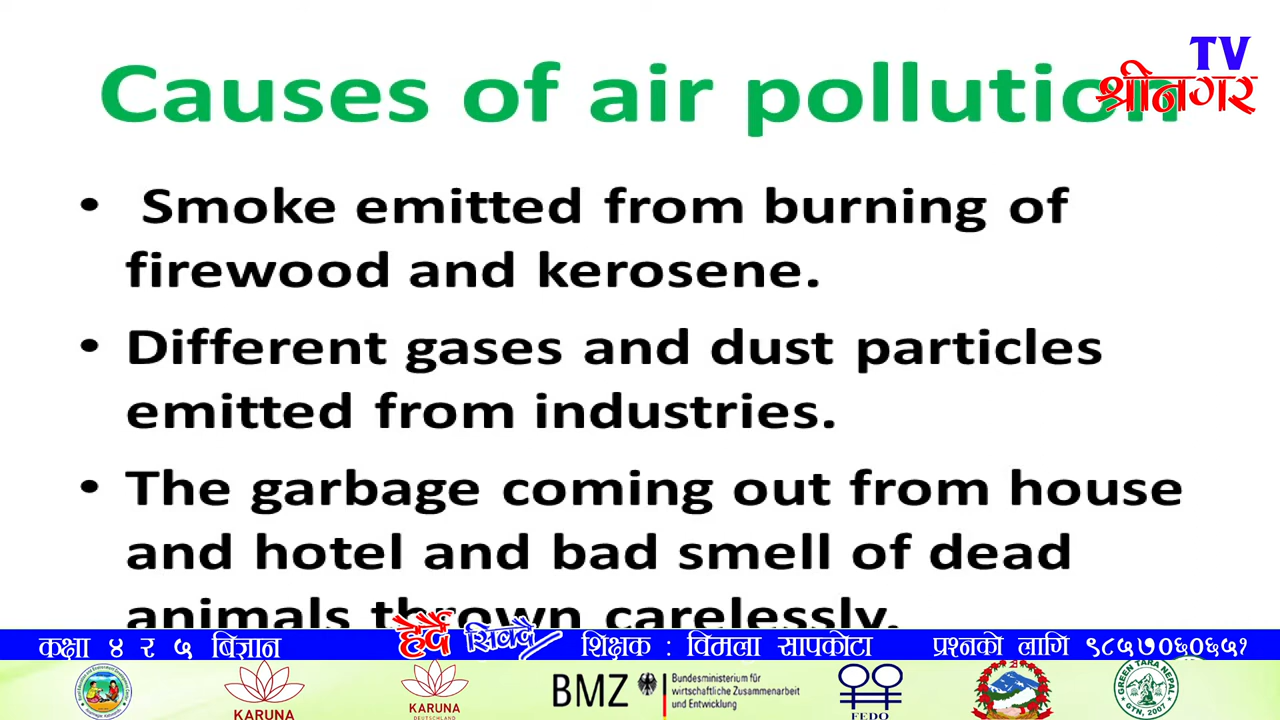 Causes of air pollution
TV
श्रीनगर
• Smoke emitted from burning of
firewood and kerosene.
• Different gases and dust particles
emitted from industries.
• The garbage coming out from house
and hotel and bad smell of dead
animals thrown carelessly.
कक्षा ४ र ५ बिज्ञान
हेर्दै सिक्दै
शिक्षक : विमला सापकोटा
प्रश्नको लागि ९८५७०६०६५१
KARUNA
KARUNA
DEUTSCHLAND
BMZ
Bundesministerium für
wirtschaftliche Zusammenarbeit
und Entwicklung
FEDO
GREEN TARA NEPAL
GTN, 2007